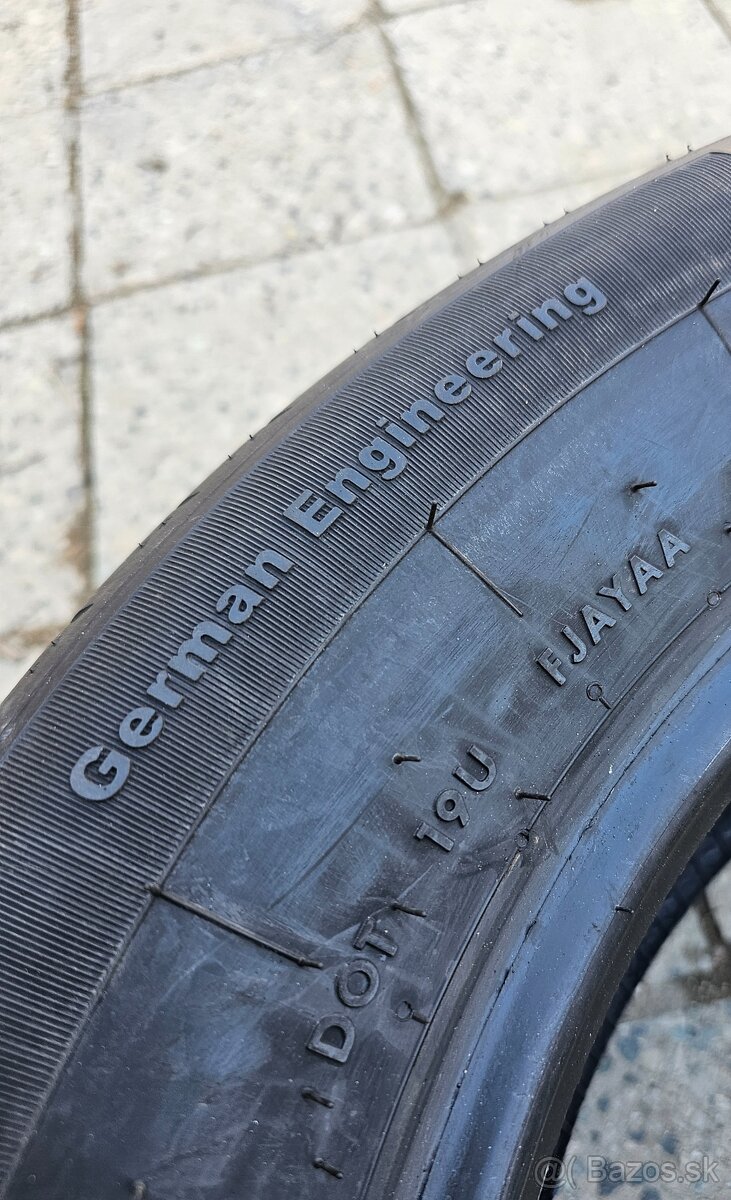 German Engineering
DOT 19U FJAYAA
@( Bazos.sk